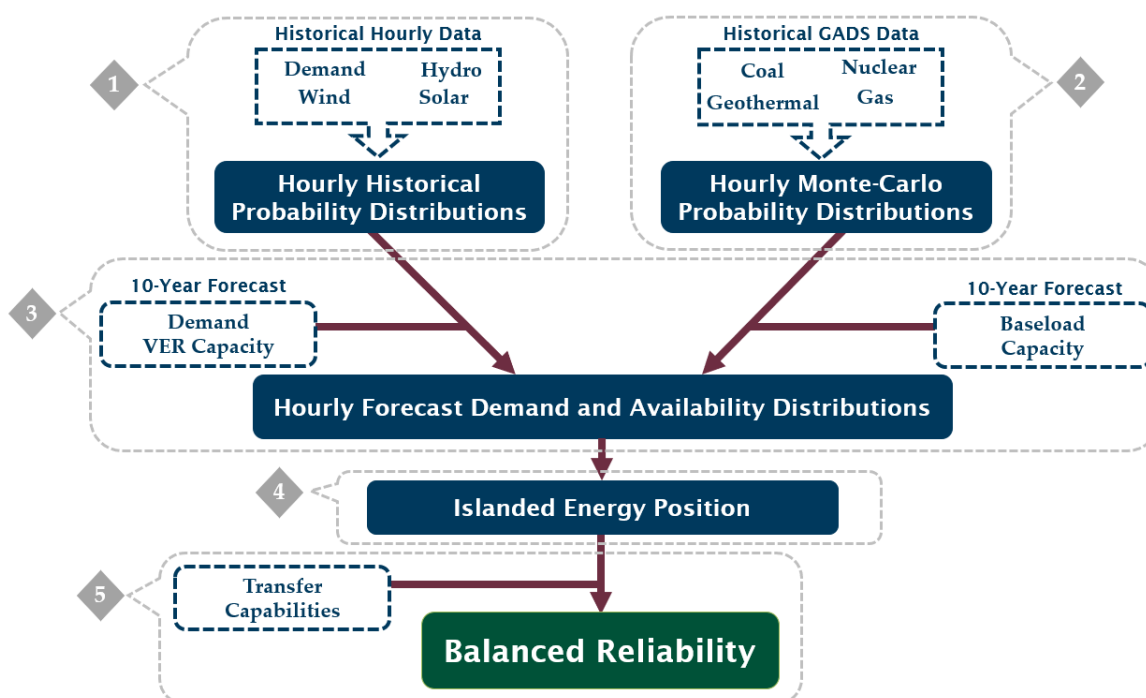 Historical Hourly Data
Demand Hydro
Wind Solar
1
Hourly Historical
Probability Distributions
Historical GADS Data
Coal Nuclear
Geothermal Gas
2
Hourly Monte-Carlo
Probability Distributions
3
10-Year Forecast
Demand
VER Capacity
10-Year Forecast
Baseload
Capacity
Hourly Forecast Demand and Availability Distributions
4
Islanded Energy Position
5
Transfer
Capabilities
Balanced Reliability